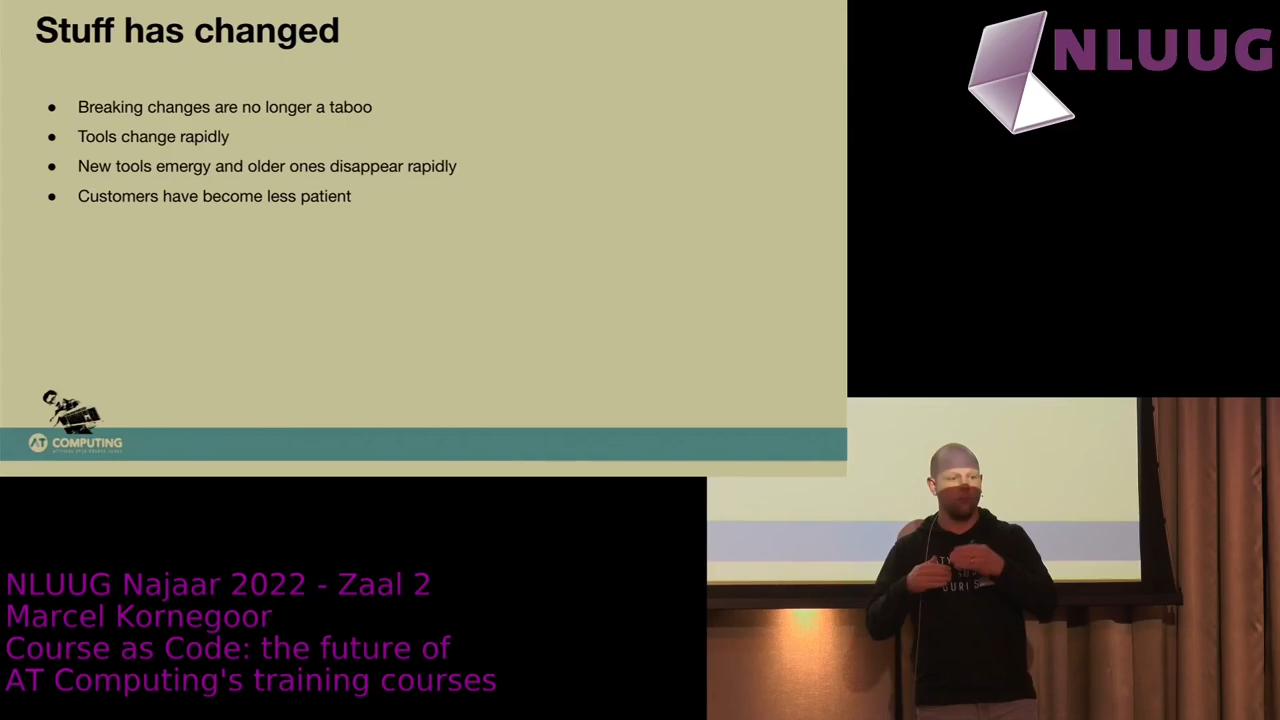 Stuff has changed
Breaking changes are no longer a taboo
Tools change rapidly
New tools emergy and older ones disappear rapidly
Customers have become less patient
AT COMPUTING
NLUUG
NLUUG Najaar 2022 - Zaal 2
Marcel Kornegoor
Course as Code: the future of
AT Computing's training courses